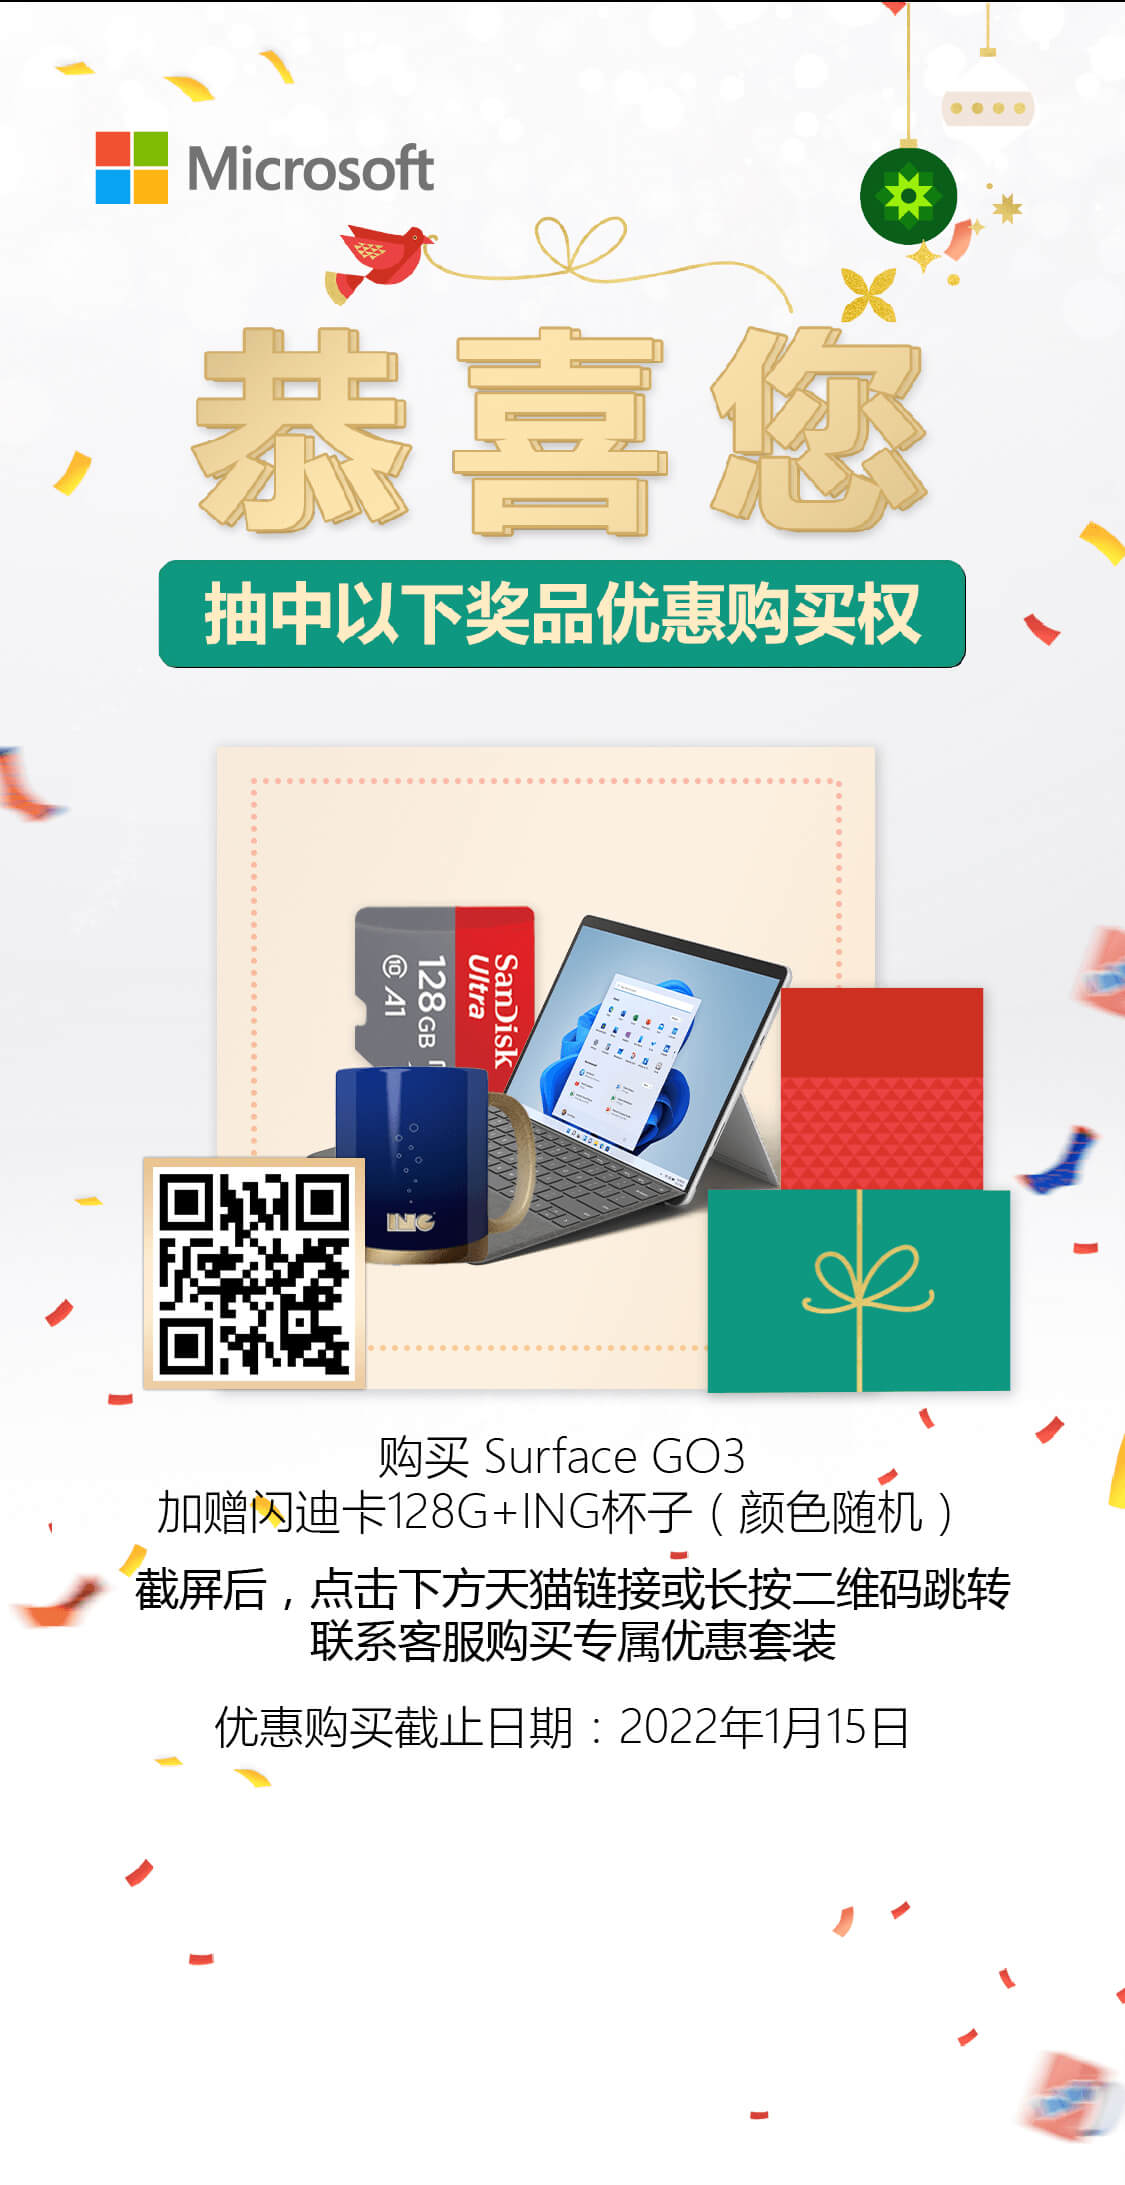 Microsoft
恭喜您
抽中以下奖品优惠购买权
SanDisk
Ultra
128GB
A1
ING
购买 Surface GO3
加赠闪迪卡128G+ING杯子（颜色随机）
截屏后，点击下方天猫链接或长按二维码跳转
联系客服购买专属优惠套装
优惠购买截止日期：2022年1月15日